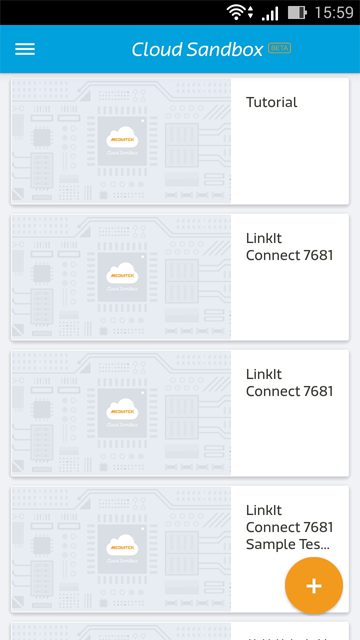 15:59
Cloud Sandbox BETA
Tutorial
MEDIATEK
Cloud Sandbox
LinkIt
Connect 7681
MEDIATEK
Cloud Sandbox
LinkIt
Connect 7681
MEDIATEK
Cloud Sandbox
LinkIt
Connect 7681
Sample Tes...
MEDIATEK
Cloud Sandbox
+